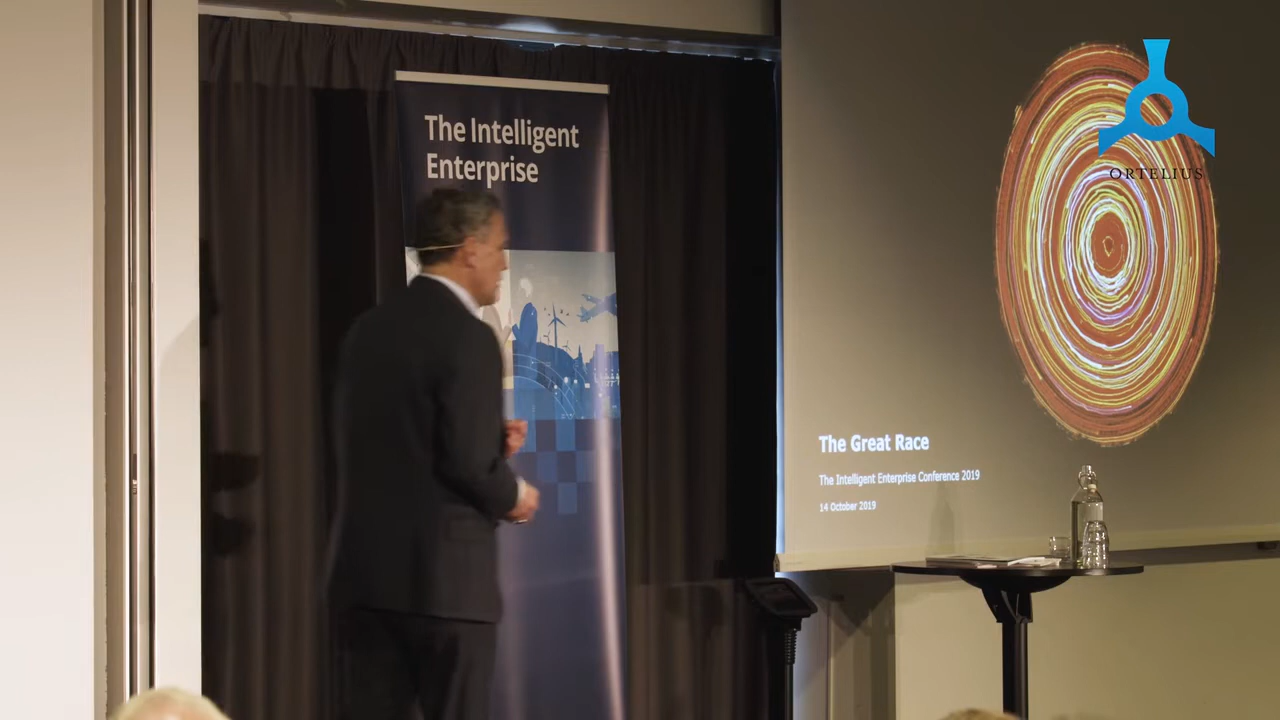 The Intelligent
Enterprise
ORTELIUS
The Great Race
The Intelligent Enterprise Conference 2019
14 October 2019